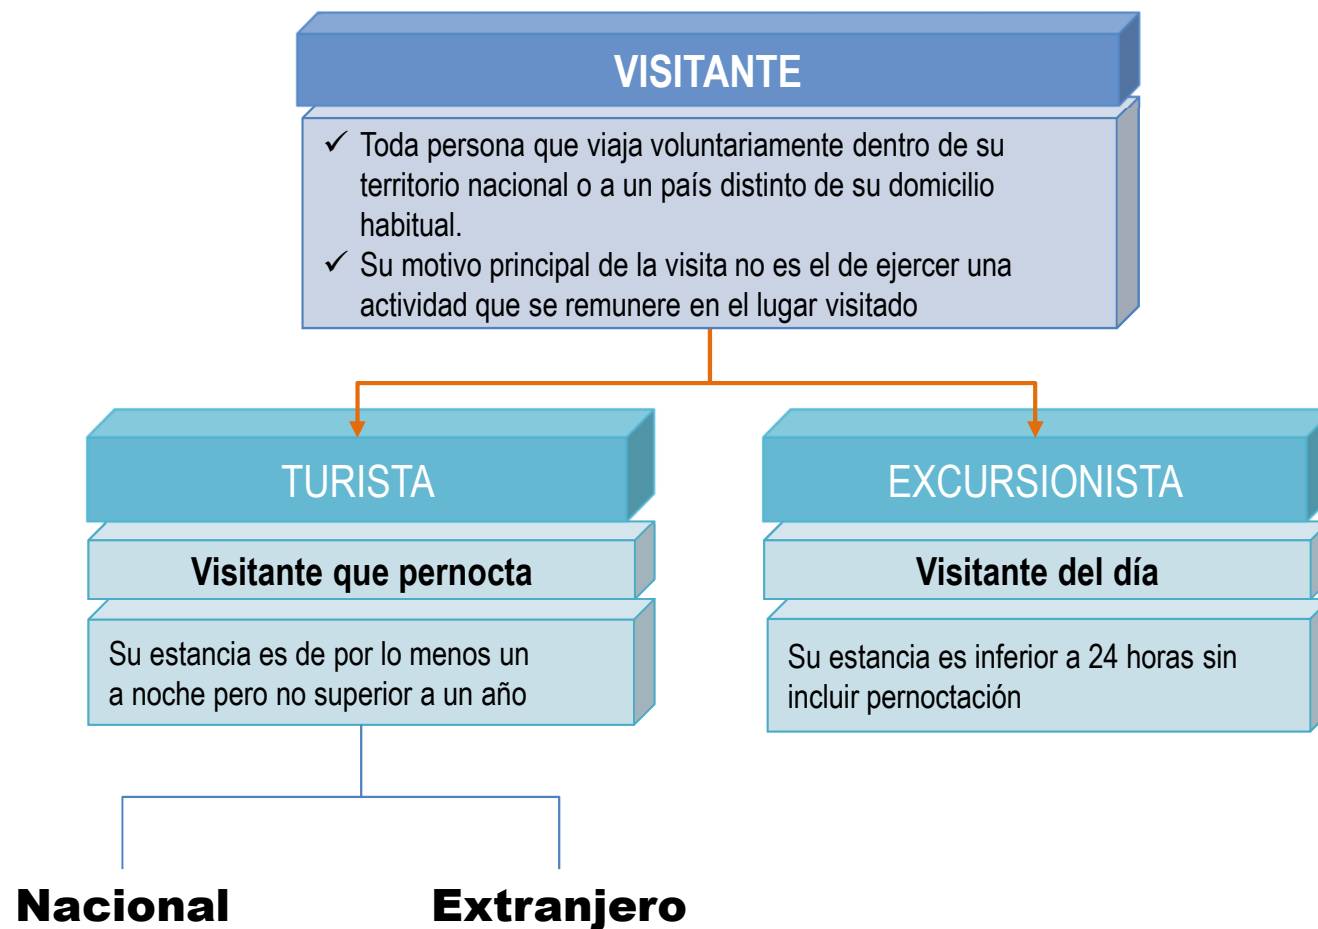 VISITANTE
✓ Toda persona que viaja voluntariamente dentro de su
territorio nacional o a un país distinto de su domicilio
habitual.
✓ Su motivo principal de la visita no es el de ejercer una
actividad que se remunere en el lugar visitado
TURISTA
EXCURSIONISTA
Visitante que pernocta
Visitante del día
Su estancia es de por lo menos un
a noche pero no superior a un año
Su estancia es inferior a 24 horas sin
incluir pernoctación
Nacional
Extranjero